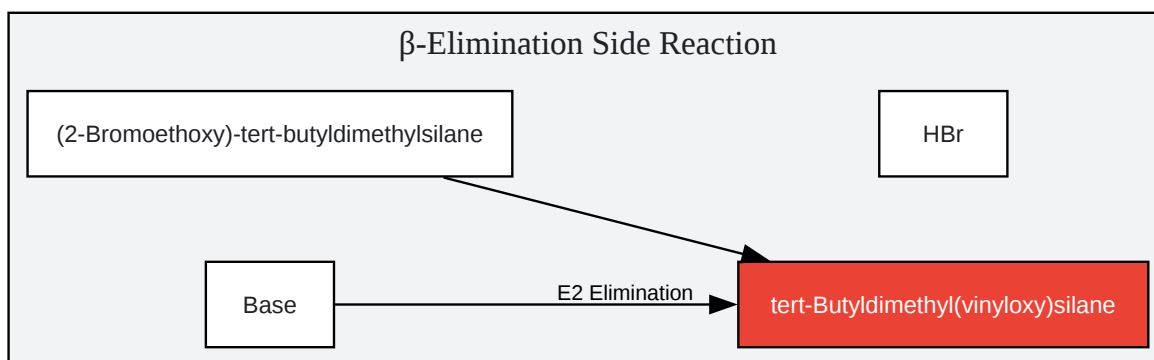 β-Elimination Side Reaction
(2-Bromoethoxy)-tert-butyldimethylsilane
HBr
Base
E2 Elimination
tert-Butyldimethyl(vinyloxy)silane